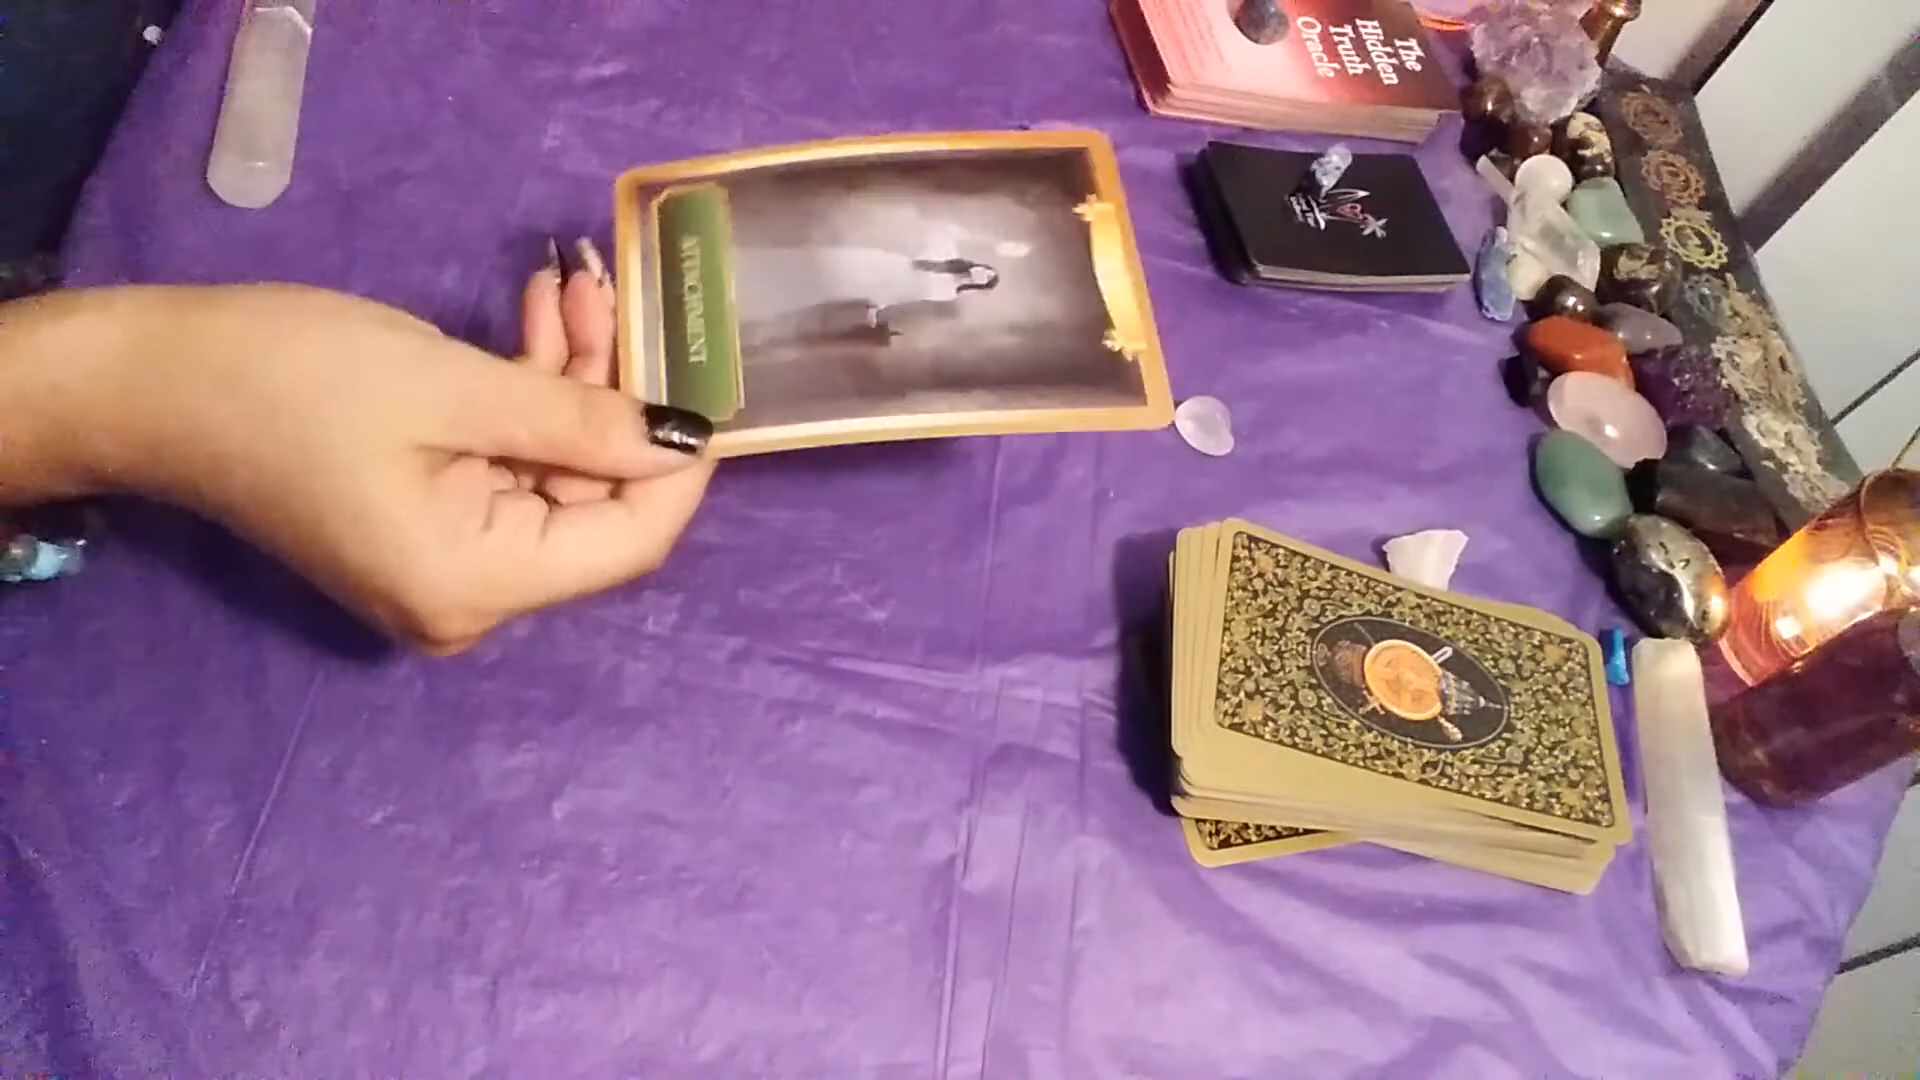 The
Hidden
Truth
Oracle
ATTACHMENT